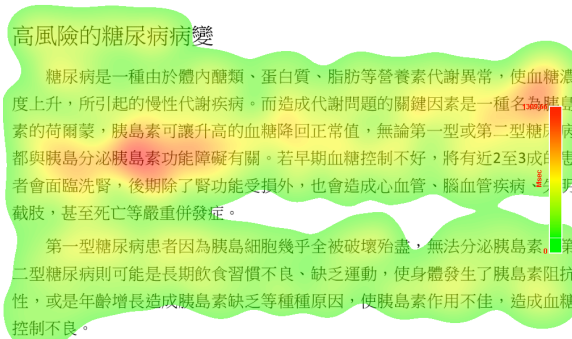 高風險的糖尿病病變
糖尿病是一種由於體內醣類、蛋白質、脂肪等營養素代謝異常，使血糖濃
度上升，所引起的慢性代謝疾病。而造成代謝問題的關鍵因素是一種名為胰島
素的荷爾蒙，胰島素可讓升高的血糖降回正常值，無論第一型或第二型糖尿病
都與胰島分泌胰島素功能障礙有關。若早期血糖控制不好，將有近2至3成的患
者會面臨洗腎，後期除了腎功能受損外，也會造成心血管、腦血管疾病、失明
截肢，甚至死亡等嚴重併發症。
第一型糖尿病患者因為胰島細胞幾乎全被破壞殆盡，無法分泌胰島素。第
二型糖尿病則可能是長期飲食習慣不良、缺乏運動，使身體發生了胰島素阻抗
性，或是年齡增長造成胰島素缺乏等種種原因，使胰島素作用不佳，造成血糖
控制不良。
Msec
0